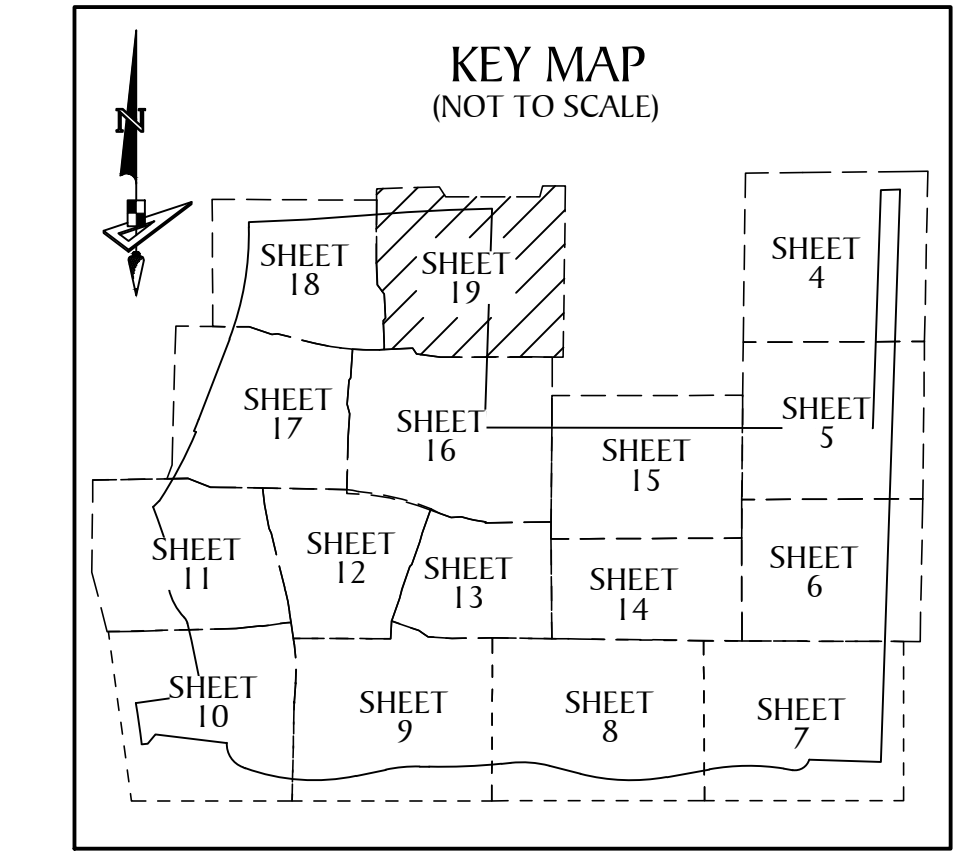 KEY MAP
(NOT TO SCALE)
N
SHEET
4
SHEET
18
SHEET
19
SHEET
17
SHEET
16
SHEET
5
SHEET
15
SHEET
11
SHEET
12
SHEET
13
SHEET
14
SHEET
6
SHEET
10
SHEET
9
SHEET
8
SHEET
7